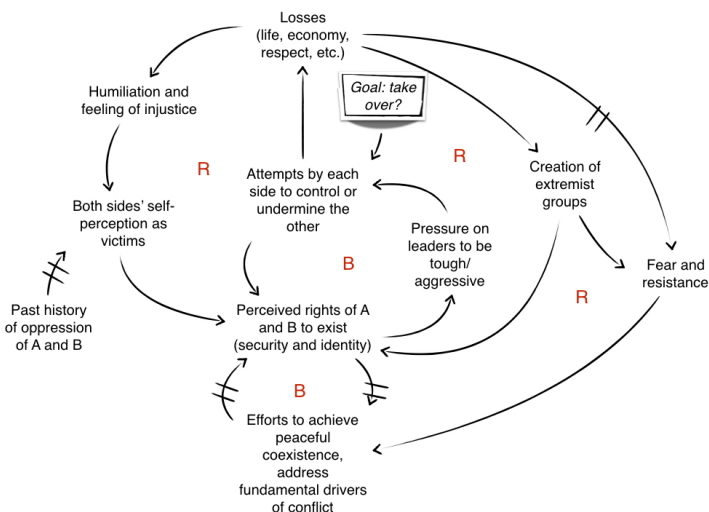 Losses
(life, economy,
respect, etc.)
Goal: take
over?
Humiliation and
feeling of injustice
R
R
Creation of
extremist
groups
Attempts by each
side to control or
undermine the
other
Both sides' self-
perception as
victims
Pressure on
leaders to be
tough/
aggressive
B
Fear and
resistance
R
Past history
of oppression
of A and B
Perceived rights of A
and B to exist
(security and identity)
B
Efforts to achieve
peaceful
coexistence,
address
fundamental drivers
of conflict